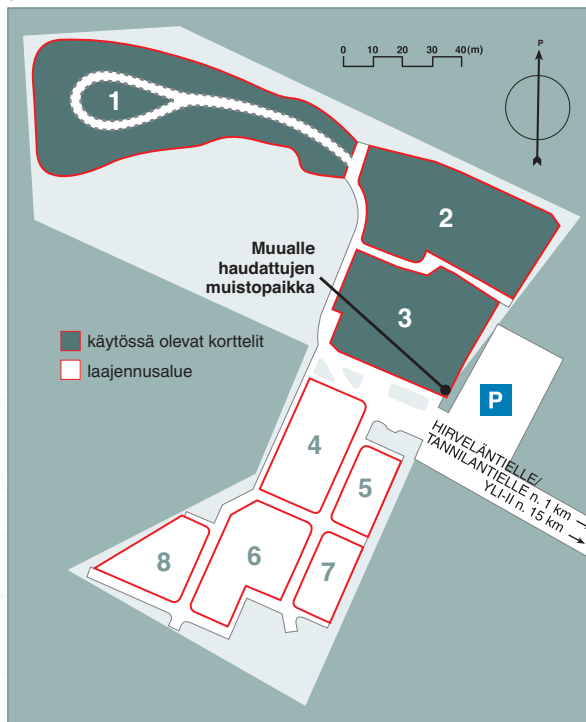 0 10 20 30 40(m)
P
1
2
Muualle
haudattujen
muistopaikka
3
käytössä olevat korttelit
laajennusalue
P
HIRVELÄNTIELLE/
TANNILANTIELLE n. 1 km
YLI-II n. 15 km
4
5
6
7
8